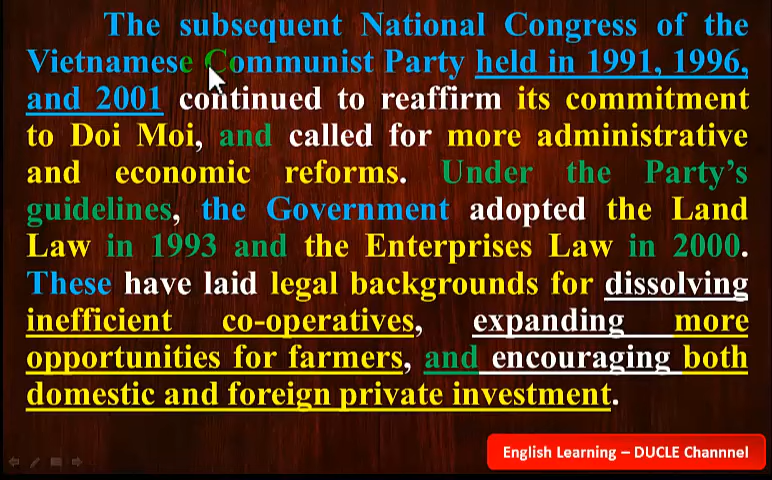 The subsequent National Congress of the
Vietnamese Communist Party held in 1991, 1996,
and 2001 continued to reaffirm its commitment
to Doi Moi, and called for more administrative
and economic reforms. Under the Party's
guidelines, the Government adopted the Land
Law in 1993 and the Enterprises Law in 2000.
These have laid legal backgrounds for dissolving
inefficient co-operatives, expanding more
opportunities for farmers, and encouraging both
domestic and foreign private investment.
English Learning – DUCLE Channnel